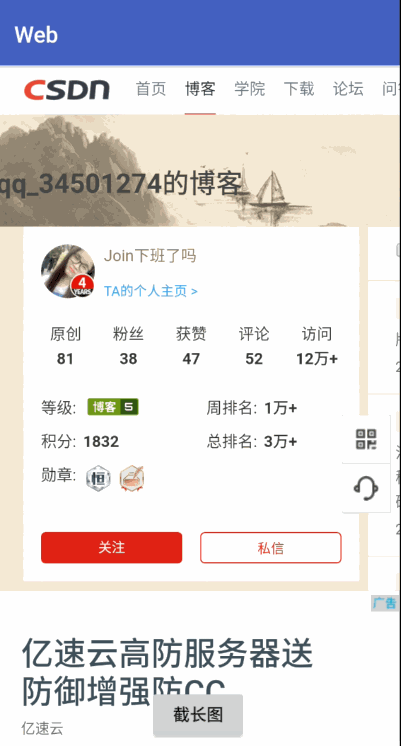 Web
CSDN 首页 博客 学院 下载 论坛 问
qq_34501274的博客
Join下班了吗
4 YEARS
TA的个人主页 >
原创 粉丝 获赞 评论 访问
81 38 47 52 12万+
等级: 博客 5 周排名: 1万+
积分: 1832 总排名: 3万+
勋章: 恒
关注 私信
广告
亿速云高防服务器送
防御增强防CC
亿速云
截长图